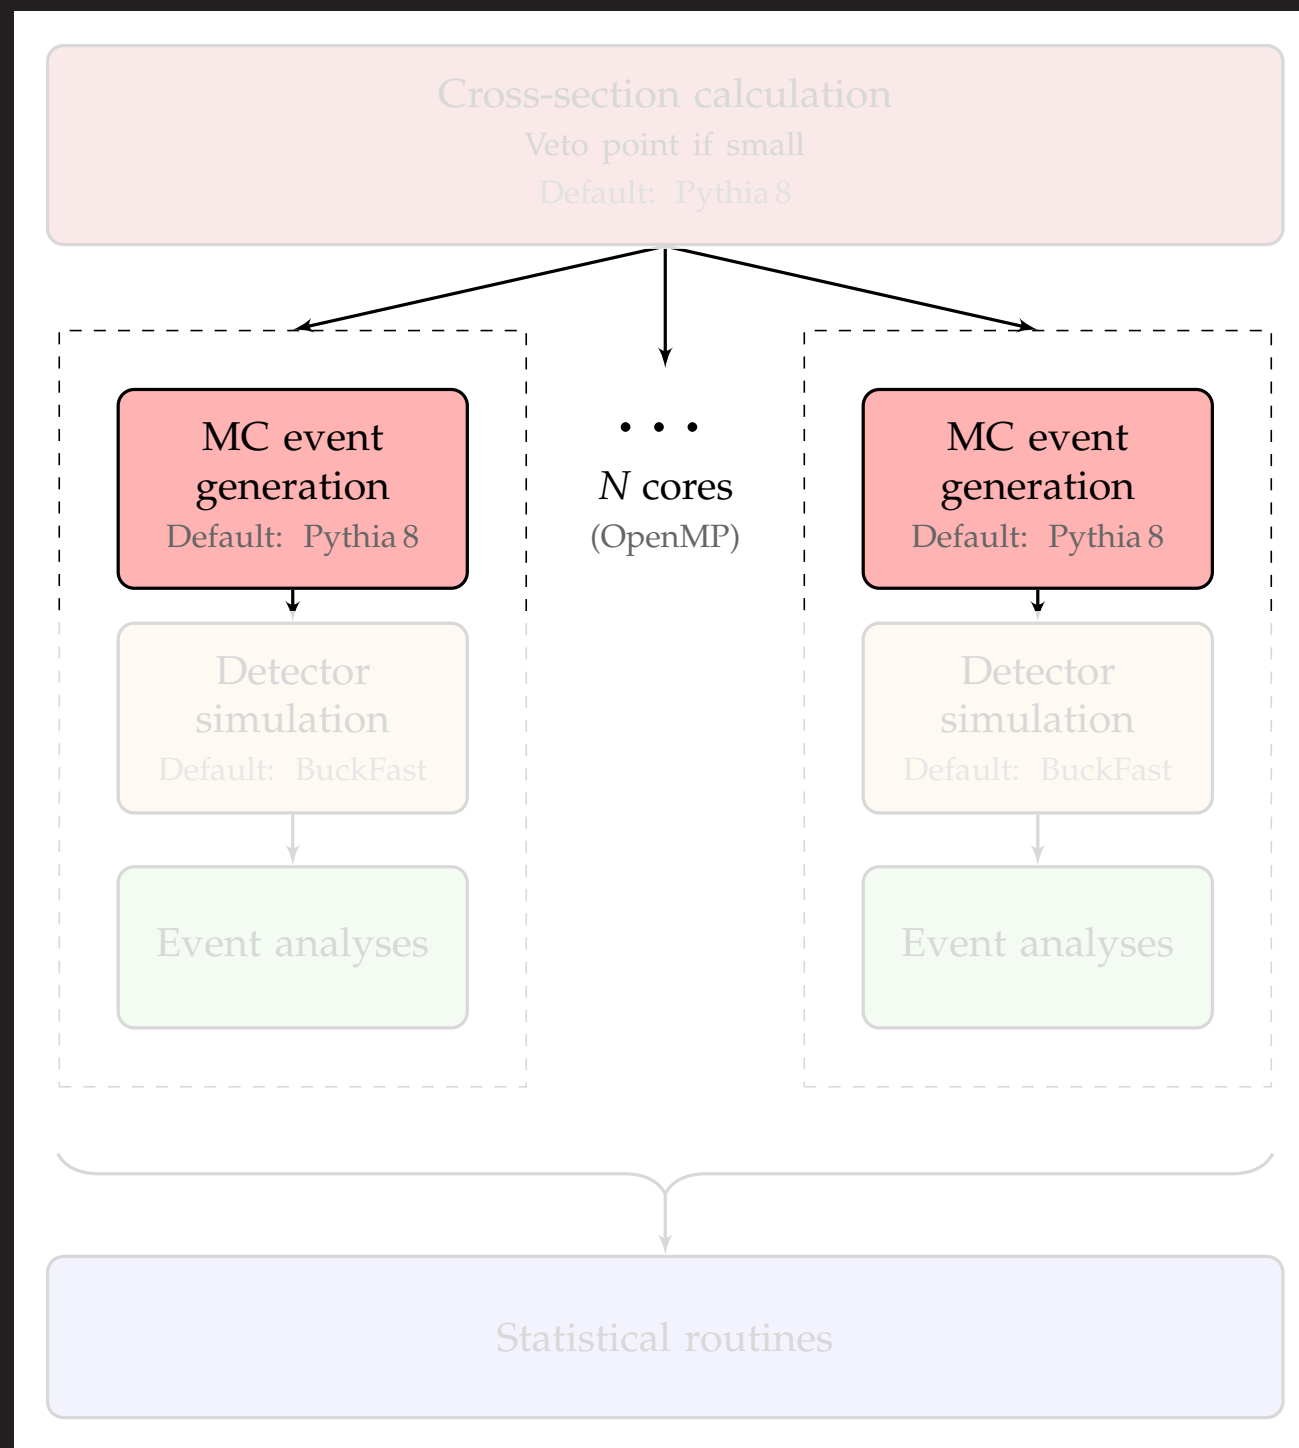 Cross-section calculation
Veto point if small
Default: Pythia 8
MC event
generation
Default: Pythia 8
• • •
N cores
(OpenMP)
MC event
generation
Default: Pythia 8
Detector
simulation
Default: BuckFast
Detector
simulation
Default: BuckFast
Event analyses
Event analyses
Statistical routines